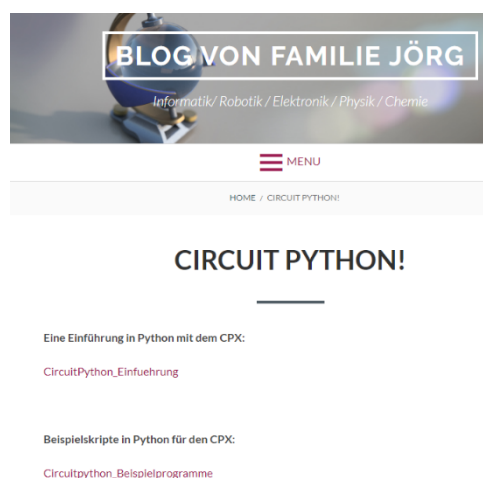 BLOG VON FAMILIE JÖRG
Informatik/ Robotik / Elektronik / Physik / Chemie
MENU
HOME / CIRCUIT PYTHON!
CIRCUIT PYTHON!
Eine Einführung in Python mit dem CPX:
CircuitPython_Einfuehrung
Beispielskripte in Python für den CPX:
Circuitpython_Beispielprogramme